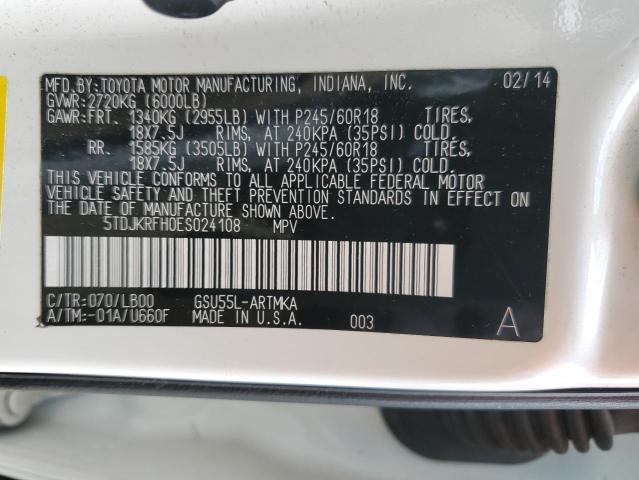 MFD.BY:TOYOTA MOTOR MANUFACTURING, INDIANA, INC. 02/14
GVWR:2720KG (6000LB)
GAWR:FRT. 1340KG (2955LB) WITH P245/60R18 TIRES,
18X7.5J RIMS, AT 240KPA (35PSI) COLD.
RR. 1585KG (3505LB) WITH P245/60R18 TIRES,
18X7.5J RIMS, AT 240KPA (35PSI) COLD.
THIS VEHICLE CONFORMS TO ALL APPLICABLE FEDERAL MOTOR
VEHICLE SAFETY AND THEFT PREVENTION STANDARDS IN EFFECT ON
THE DATE OF MANUFACTURE SHOWN ABOVE.
5TDJKRFH0ES024108 MPV
C/TR:070/LB00 GSU55L-ARTMKA
A/TM:-01A/U660F MADE IN U.S.A. 003 A